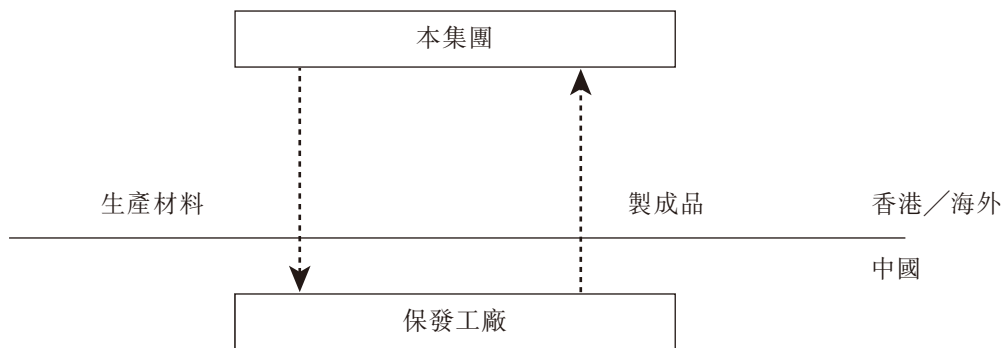 本集團
生產材料
製成品
香港／海外
中國
保發工廠